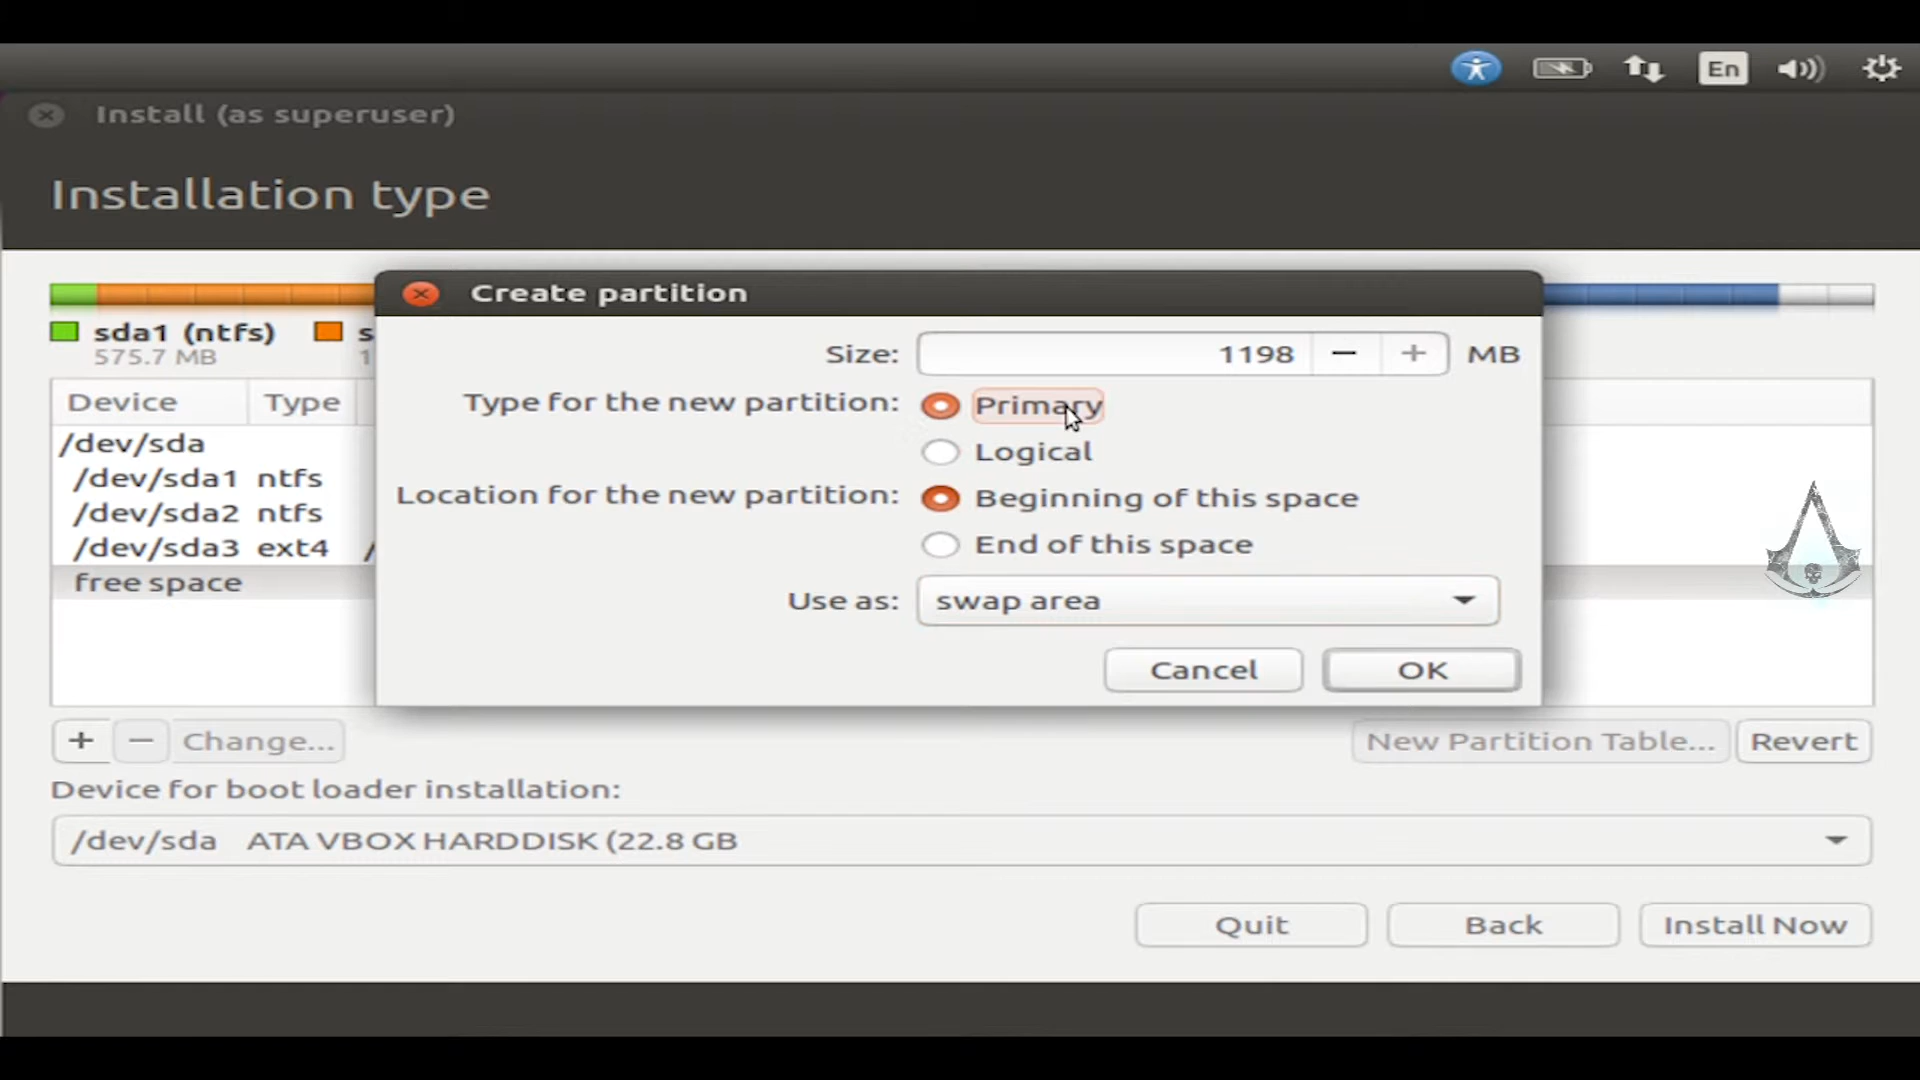 En
Install (as superuser)
Installation type
Create partition
sda1 (ntfs)
575.7 MB
Size: 1198 MB
Type for the new partition: Primary
Logical
Location for the new partition: Beginning of this space
End of this space
Use as: swap area
Cancel OK
Device Type
/dev/sda
/dev/sda1 ntfs
/dev/sda2 ntfs
/dev/sda3 ext4 /
free space
+ − Change... New Partition Table... Revert
Device for boot loader installation:
/dev/sda ATA VBOX HARDDISK (22.8 GB
Quit Back Install Now